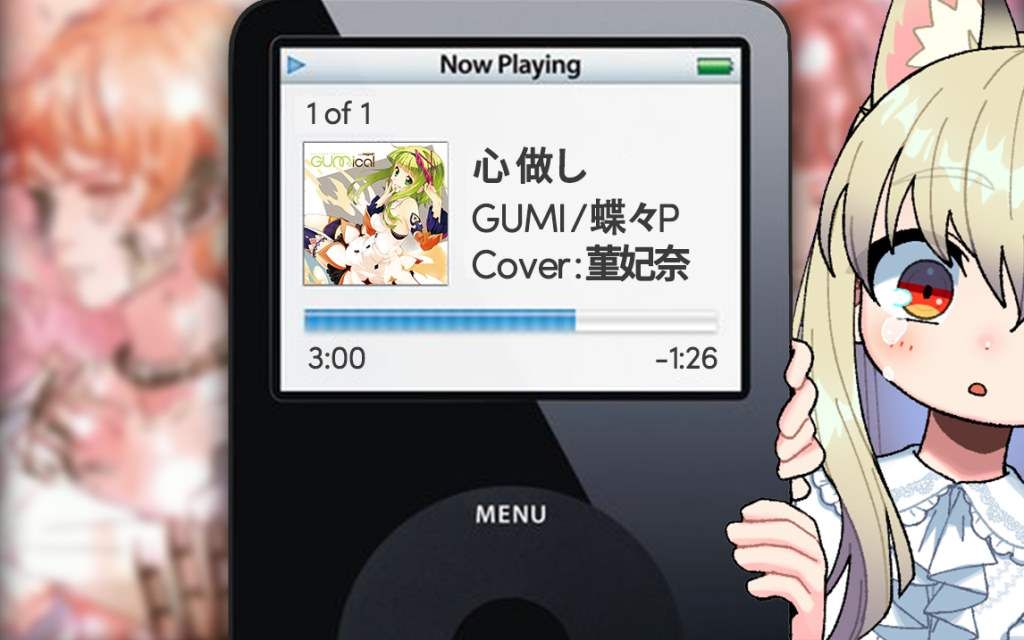 Now Playing
1 of 1
GUMical
心做し
GUMI/蝶々P
Cover:菫妃奈
3:00
-1:26
MENU